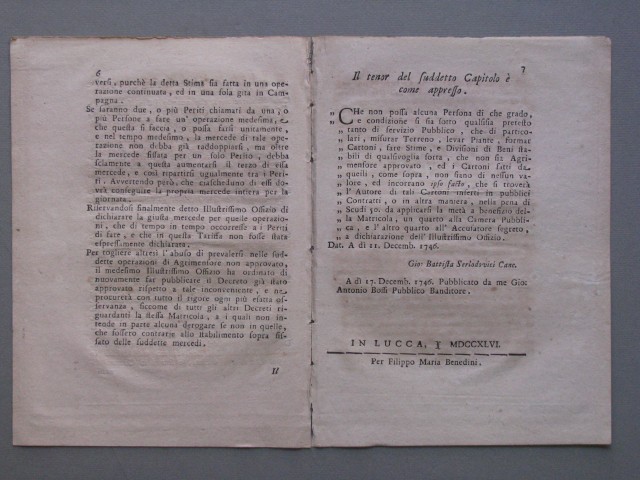 6
versi, purchè la detta Stima sia fatta in una ope-
razione continuata, ed in una sola gita in Cam-
pagna.
Se saranno due, o più Periti chiamati da una, o
più Persone a fare un' operazione medesima, e
che questa si faccia, o possa farsi unitamente,
e nel tempo medesimo, la mercede di tale ope-
razione non debba già raddoppiarsi, ma oltre
la mercede fissata per un solo Perito, debba
solamente a questa aumentarsi il terzo di essa
mercede, e così ripartirsi ugualmente tra i Peri-
ti. Avvertendo però, che cascheduno di essi dovrà
conseguire la propria mercede intiera per la
giornata.
Riservandosi finalmente detto Illustrissimo Offizio di
dichiarare la giusta mercede per quelle operazio-
ni, che di tempo in tempo occorresse a i Periti
di fare, e che in questa Tariffa non fosse stata
espressamente dichiarata.
Per togliere altresì l' abuso di prevalersi nelle sud-
dette operazioni di Agrimensore non approvato,
il medesimo Illustrissimo Offizio ha ordinato di
nuovamente far pubblicare il Decreto già stato
approvato rispetto a tale inconveniente, e ne
procurerà con tutto il rigore ogni più esatta os-
servanza, siccome di tutti gli altri Decreti ri-
guardanti la stessa Matricola, a i quali non in-
tende in parte alcuna derogare se non in quelle,
che fossero contrarie allo stabilimento sopra fis-
sato delle suddette mercedi.
Il
7
Il tenor del suddetto Capitolo è
come appresso.
„ CHe non possa alcuna Persona di che grado,
„ e condizione si sia sotto qualsisia pretesto
„ tanto di servizio Pubblico, che di partico-
„ lari, misurar Terreno, levar Piante, formar
„ Cartoni, fare Stime, e Divisioni di Beni sta-
„ bili di qualsivoglia sorta, che non sia Agri-
„ mensore approvato, ed i Cartoni fatti da
„ quelli, come sopra, non siano di nessun va-
„ lore, ed incorrano ipso facto, che si troverà
„ l' Autore di tali Cartoni inserti in pubblici
„ Contratti, o in altra maniera, nella pena di
„ Scudi 50. da applicarsi la metà a benefizio del-
„ la Matricola, un quarto alla Camera Pubbli-
„ ca, e l' altro quarto all' Accusatore segreto,
„ a dichiarazione dell' Illustrissimo Offizio.
Dat. A dì 11. Decemb. 1746.
Gio: Battista Serlodovici Canc.
A dì 17. Decemb. 1746. Pubblicato da me Gio:
Antonio Bossi Pubblico Banditore.
IN LUCCA, MDCCXLVI.
Per Filippo Maria Benedini.